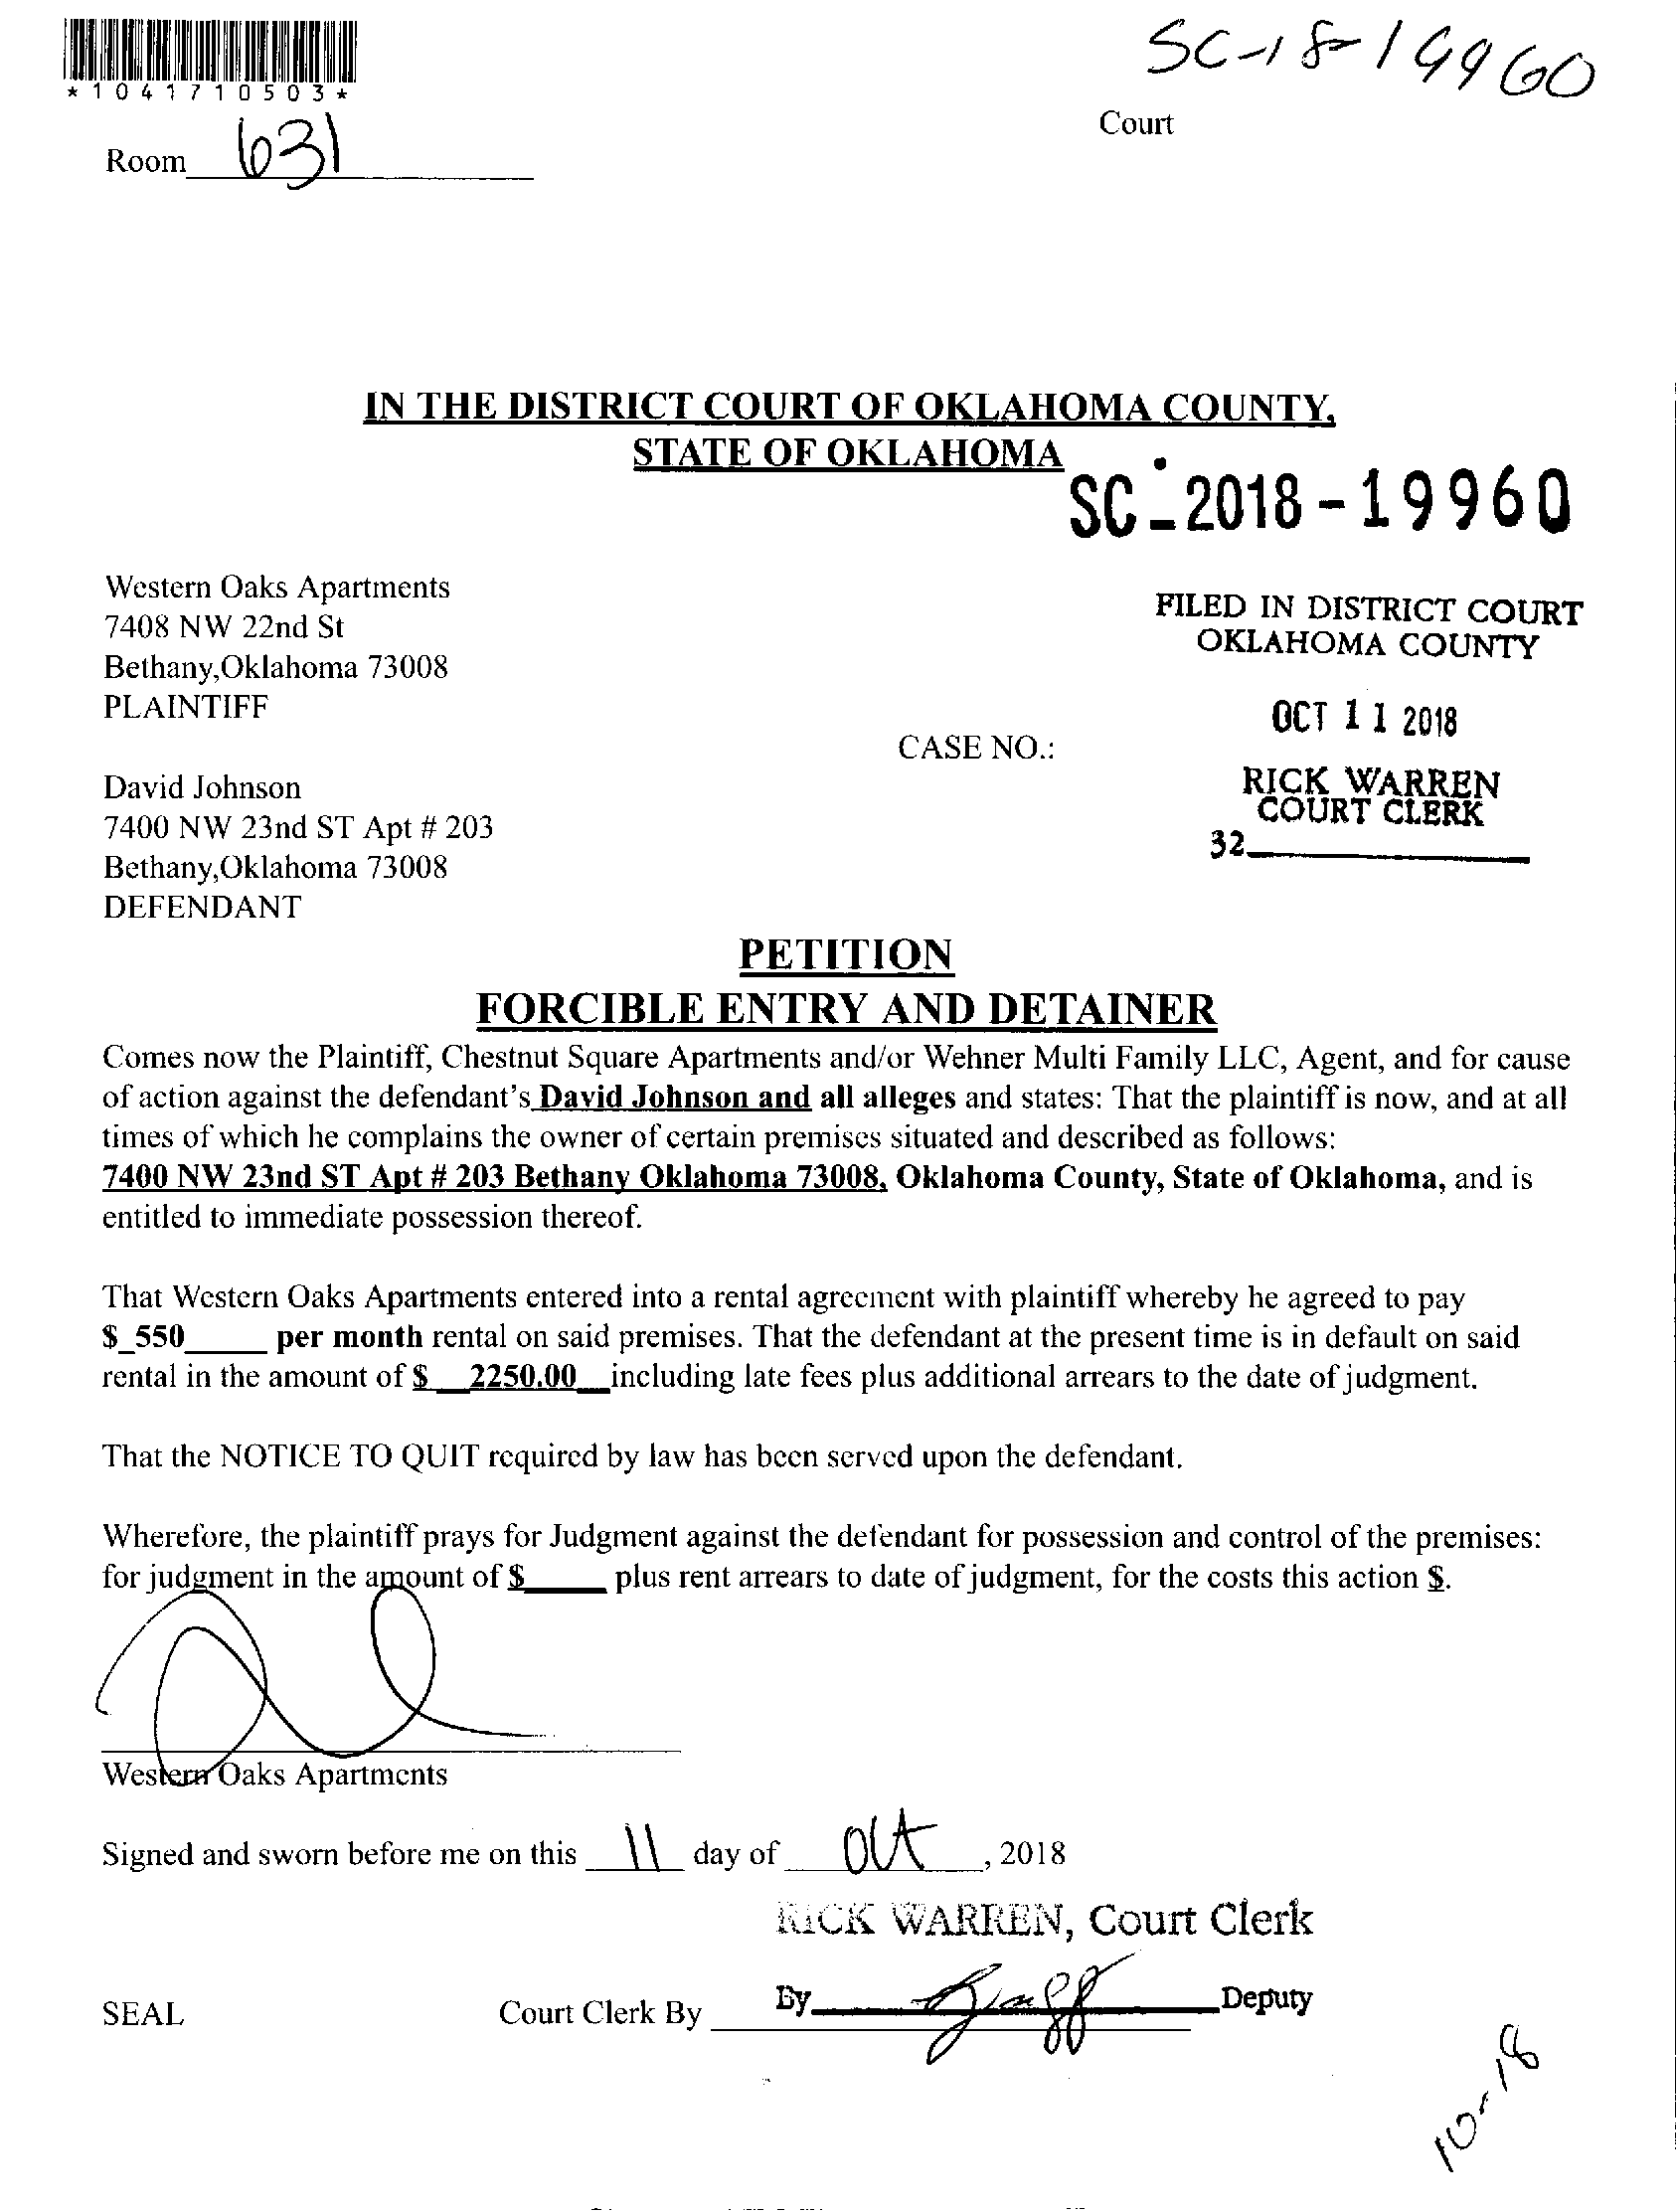 *1041710503*
SC-18-19960
Court
Room 631
IN THE DISTRICT COURT OF OKLAHOMA COUNTY,
STATE OF OKLAHOMA
SC-2018-19960
Western Oaks Apartments
7408 NW 22nd St
Bethany,Oklahoma 73008
PLAINTIFF
FILED IN DISTRICT COURT
OKLAHOMA COUNTY
OCT 11 2018
RICK WARREN
COURT CLERK
32
CASE NO.:
David Johnson
7400 NW 23nd ST Apt # 203
Bethany,Oklahoma 73008
DEFENDANT
PETITION
FORCIBLE ENTRY AND DETAINER
Comes now the Plaintiff, Chestnut Square Apartments and/or Wehner Multi Family LLC, Agent, and for cause
of action against the defendant's David Johnson and all alleges and states: That the plaintiff is now, and at all
times of which he complains the owner of certain premises situated and described as follows:
7400 NW 23nd ST Apt # 203 Bethany Oklahoma 73008, Oklahoma County, State of Oklahoma, and is
entitled to immediate possession thereof.
That Western Oaks Apartments entered into a rental agreement with plaintiff whereby he agreed to pay
$_550_____ per month rental on said premises. That the defendant at the present time is in default on said
rental in the amount of $__2250.00__including late fees plus additional arrears to the date of judgment.
That the NOTICE TO QUIT required by law has been served upon the defendant.
Wherefore, the plaintiff prays for Judgment against the defendant for possession and control of the premises:
for judgment in the amount of $_____ plus rent arrears to date of judgment, for the costs this action $.
Western Oaks Apartments
Signed and sworn before me on this 11 day of Oct, 2018
RICK WARREN, Court Clerk
SEAL Court Clerk By By Deputy
10-18